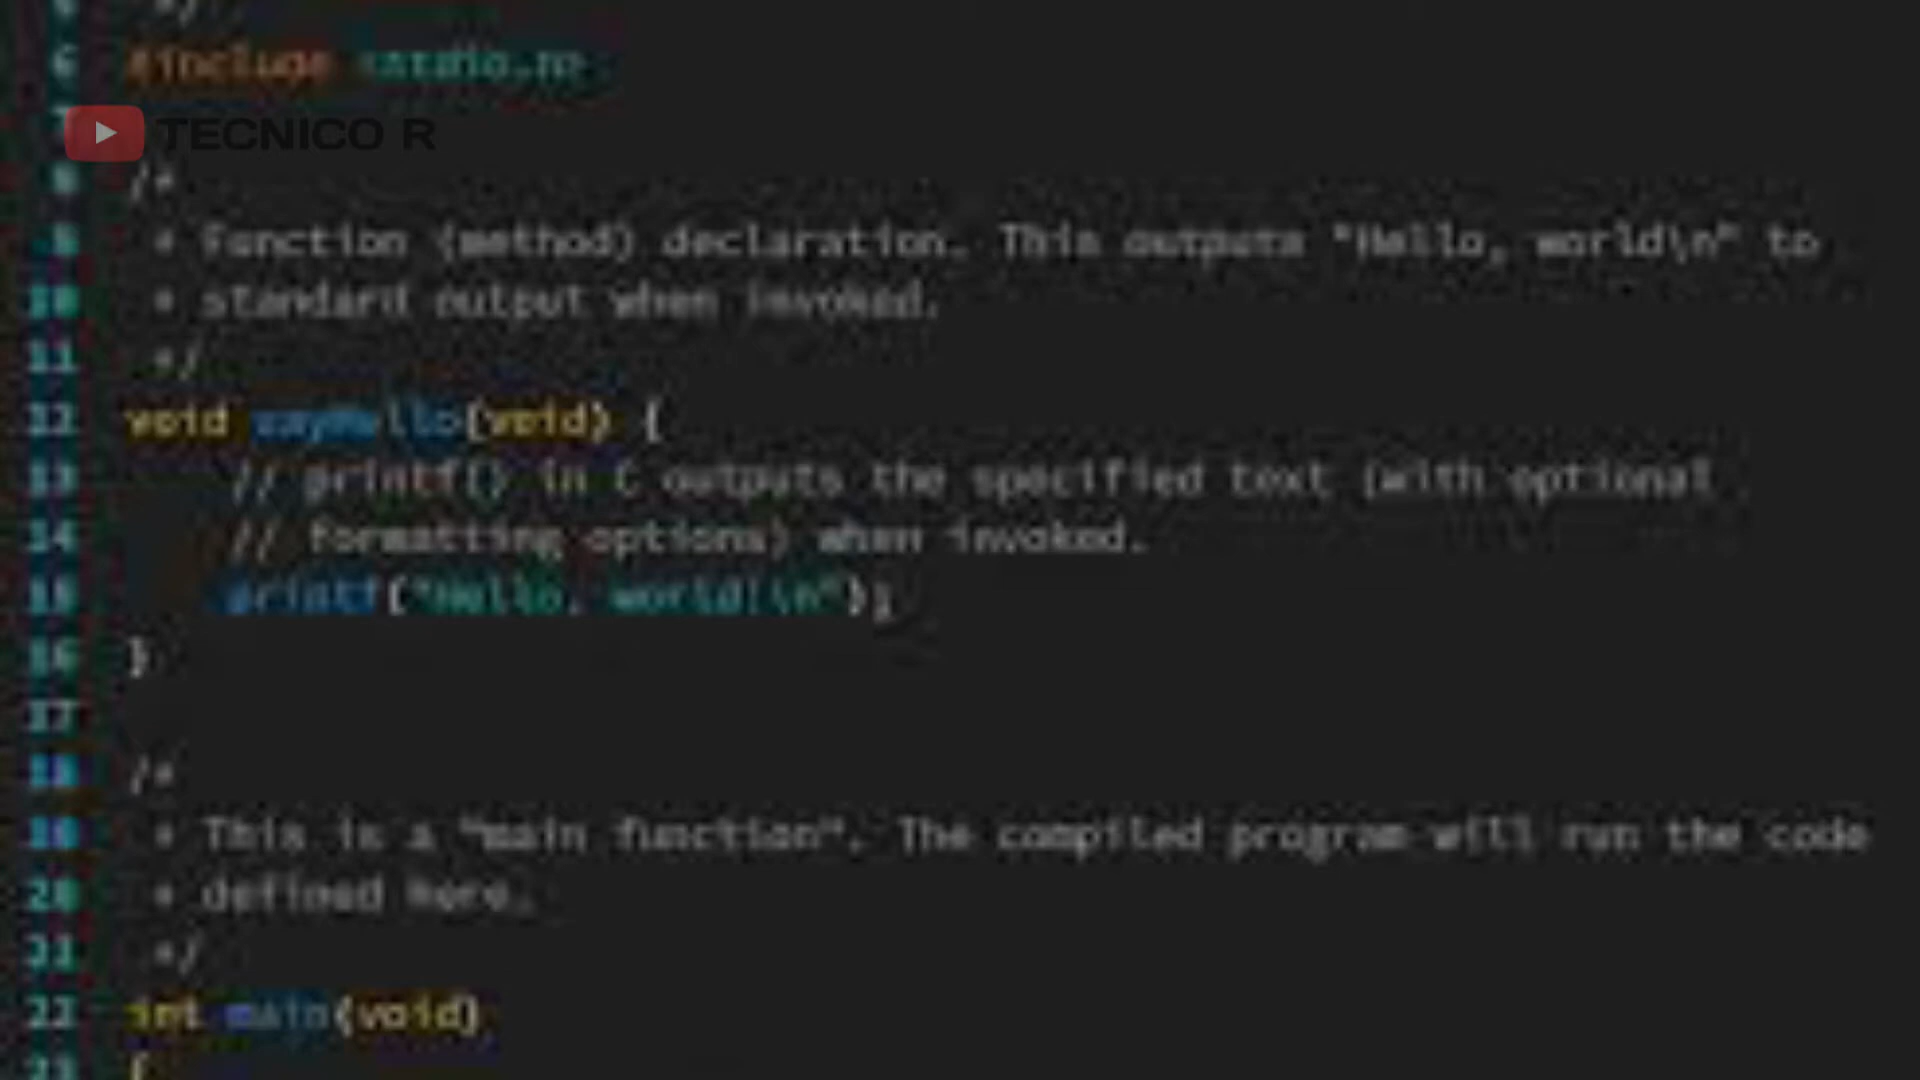 */
6 #include <stdio.h>
7
TECNICO R
8 /*
9 * Function (method) declaration. This outputs "Hello, world\n" to
10 * standard output when invoked.
11 */
12 void sayHello(void) {
13 // printf() in C outputs the specified text (with optional
14 // formatting options) when invoked.
15 printf("Hello, world!\n");
16 }
17
18 /*
19 * This is a "main function". The compiled program will run the code
20 * defined here.
21 */
22 int main(void)
23 {